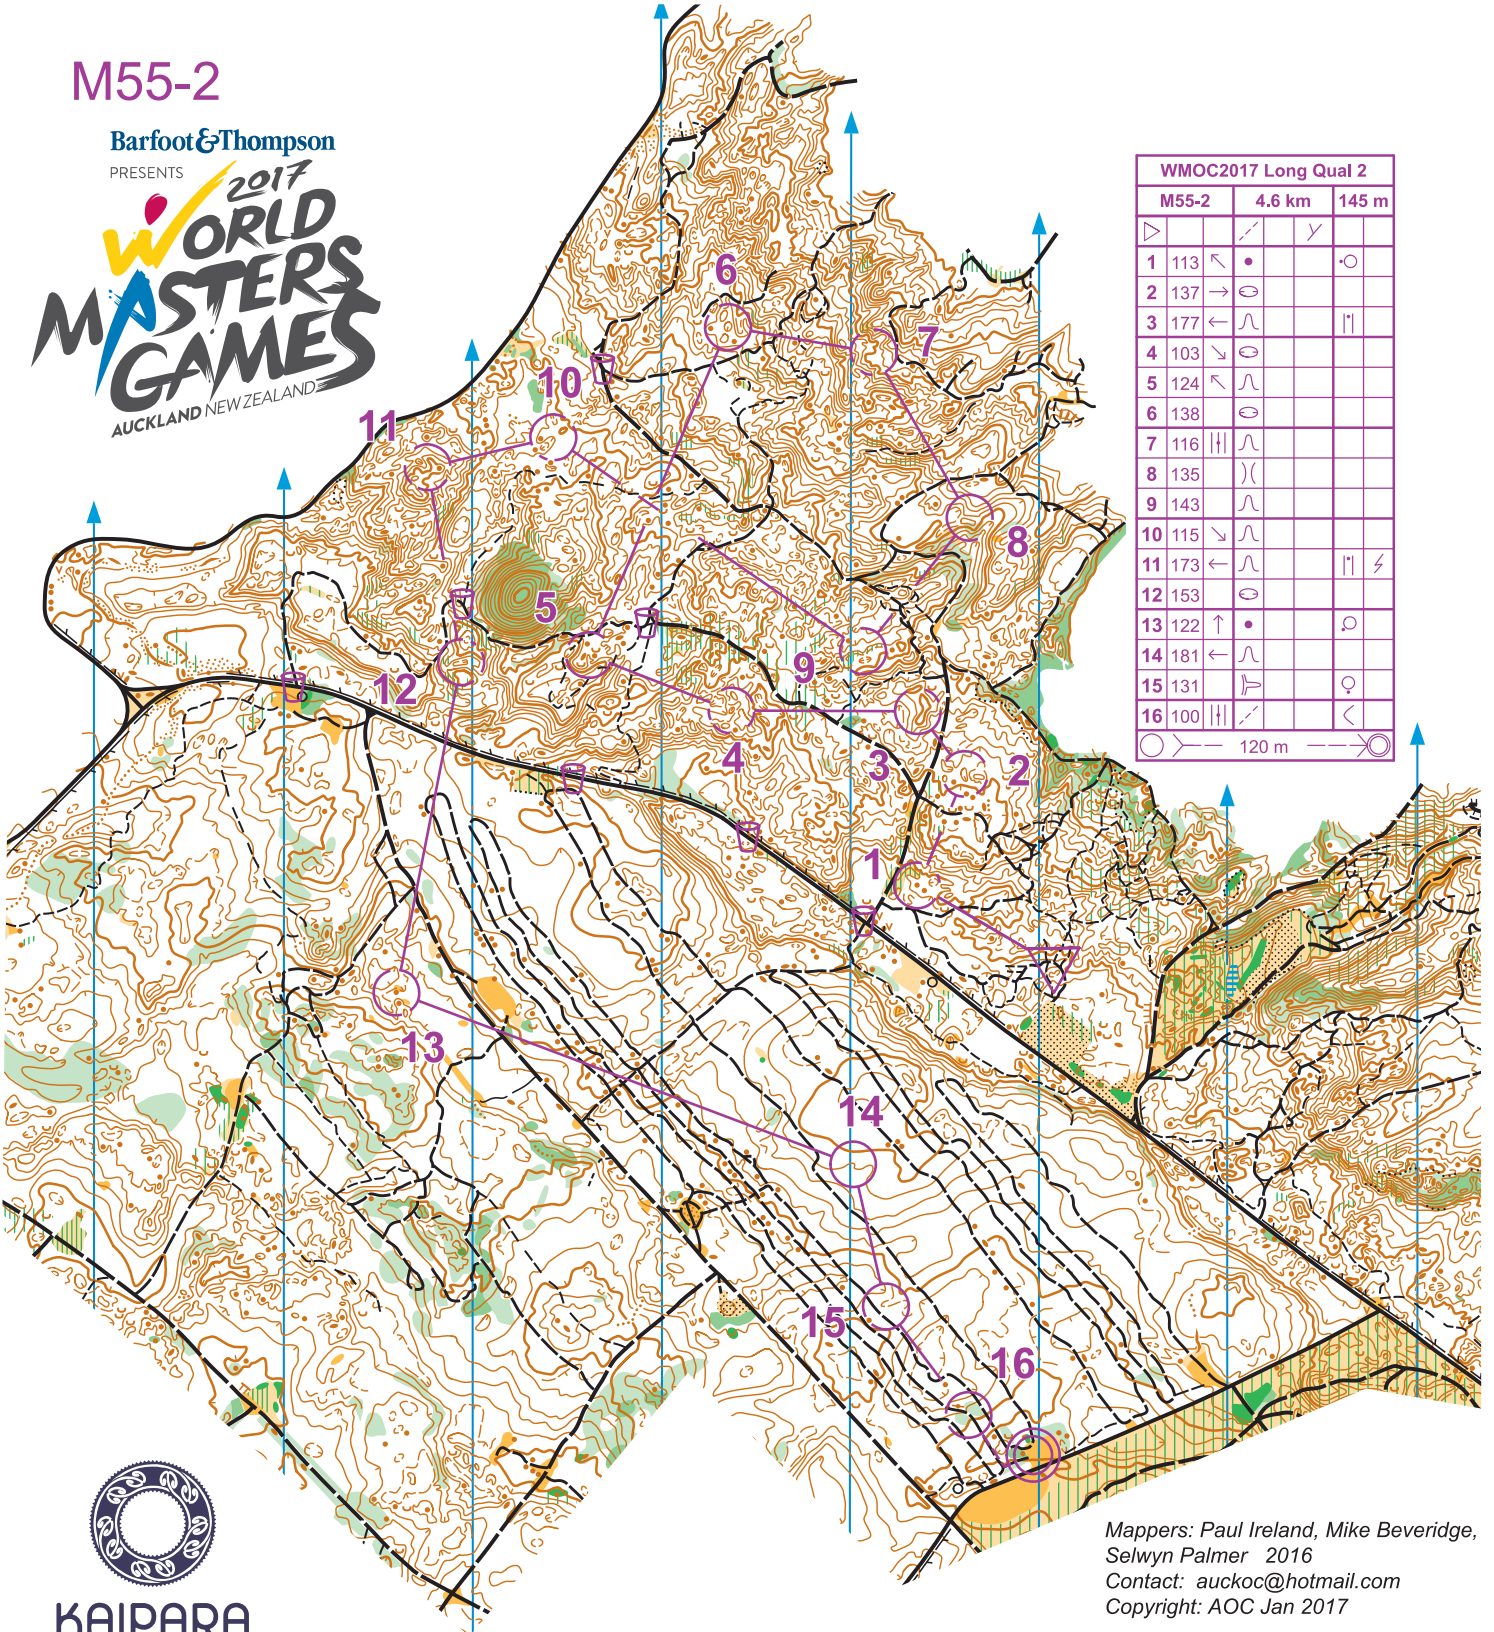 M55-2
Barfoot&Thompson
PRESENTS
2017
WORLD
MASTERS
GAMES
AUCKLAND NEW ZEALAND
WMOC2017 Long Qual 2
M55-2 4.6 km 145 m
1 113
2 137
3 177
4 103
5 124
6 138
7 116
8 135
9 143
10 115
11 173
12 153
13 122
14 181
15 131
16 100
120 m
6
7
10
11
8
5
9
12
4
3
2
1
13
14
15
16
Mappers: Paul Ireland, Mike Beveridge,
Selwyn Palmer 2016
Contact: auckoc@hotmail.com
Copyright: AOC Jan 2017
KAIPARA